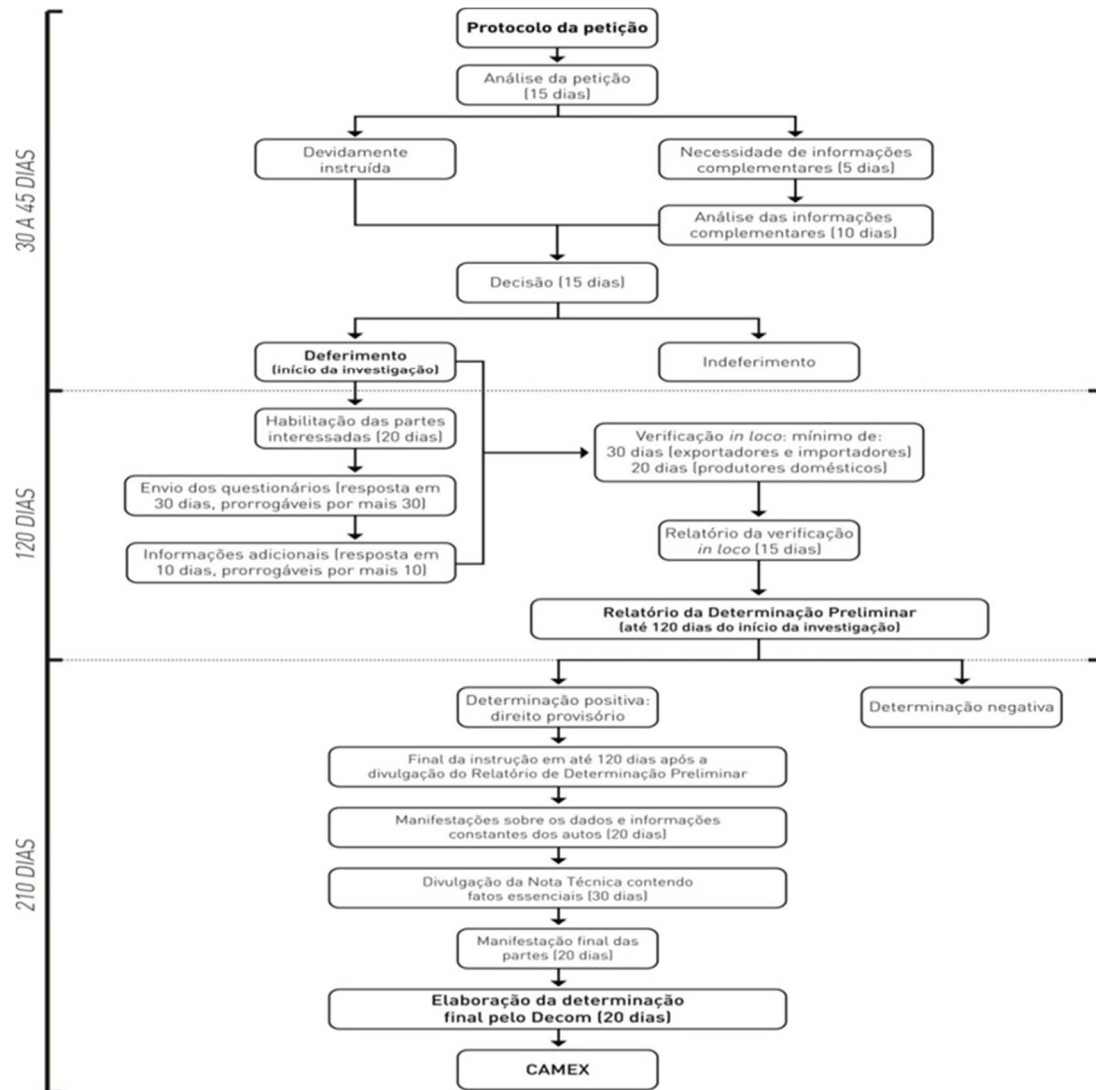 Protocolo da petição
Análise da petição
(15 dias)
Devidamente
instruída
Necessidade de informações
complementares (5 dias)
Análise das informações
complementares (10 dias)
Decisão (15 dias)
Deferimento
(início da investigação)
Indeferimento
30 A 45 DIAS
Habilitação das partes
interessadas (20 dias)
Envio dos questionários (resposta em
30 dias, prorrogáveis por mais 30)
Informações adicionais (resposta em
10 dias, prorrogáveis por mais 10)
Verificação in loco: mínimo de:
30 dias (exportadores e importadores)
20 dias (produtores domésticos)
Relatório da verificação
in loco (15 dias)
Relatório da Determinação Preliminar
(até 120 dias do início da investigação)
120 DIAS
Determinação positiva:
direito provisório
Determinação negativa
Final da instrução em até 120 dias após a
divulgação do Relatório de Determinação Preliminar
Manifestações sobre os dados e informações
constantes dos autos (20 dias)
Divulgação da Nota Técnica contendo
fatos essenciais (30 dias)
Manifestação final das
partes (20 dias)
Elaboração da determinação
final pelo Decom (20 dias)
CAMEX
210 DIAS